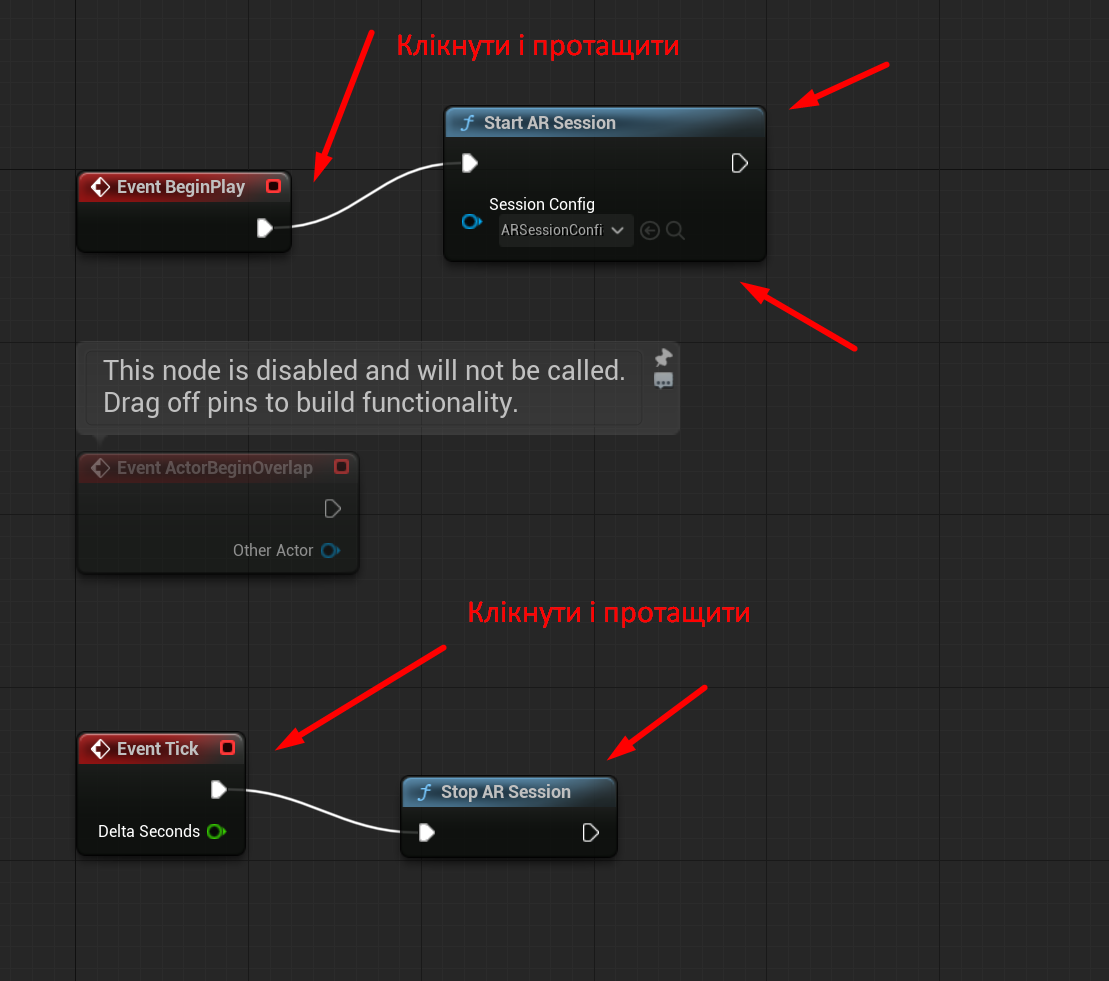 Клікнути і протащити
Start AR Session
Event BeginPlay
Session Config
ARSessionConfi
This node is disabled and will not be called.
Drag off pins to build functionality.
Event ActorBeginOverlap
Other Actor
Клікнути і протащити
Event Tick
Stop AR Session
Delta Seconds